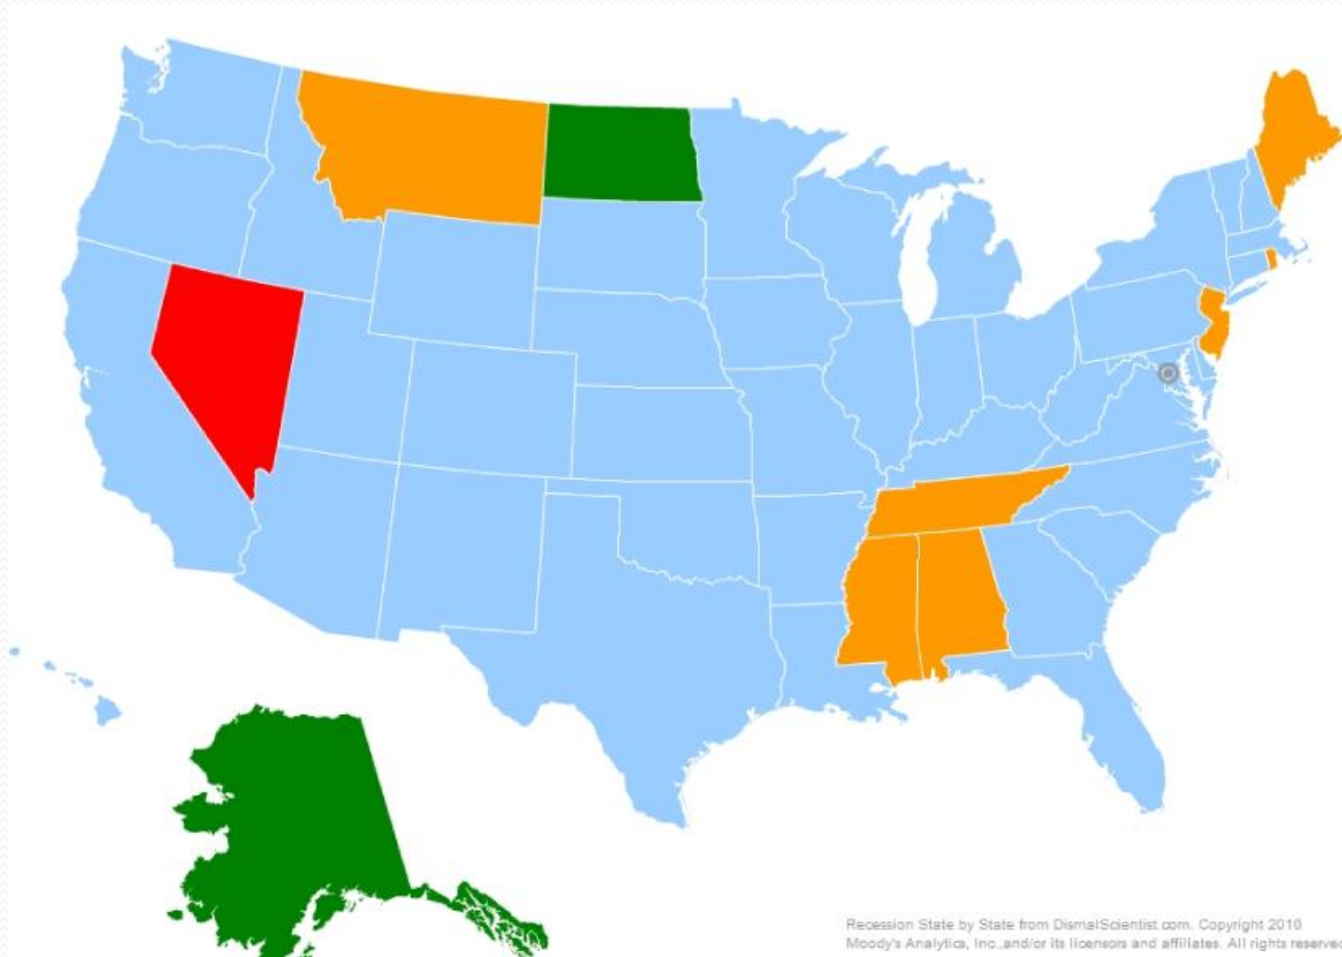 Recession State by State from DismalScientist.com. Copyright 2010
Moody's Analytics, Inc.,and/or its licensors and affiliates. All rights reserved